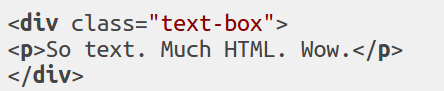 <div class="text-box">
<p>So text. Much HTML. Wow.</p>
</div>